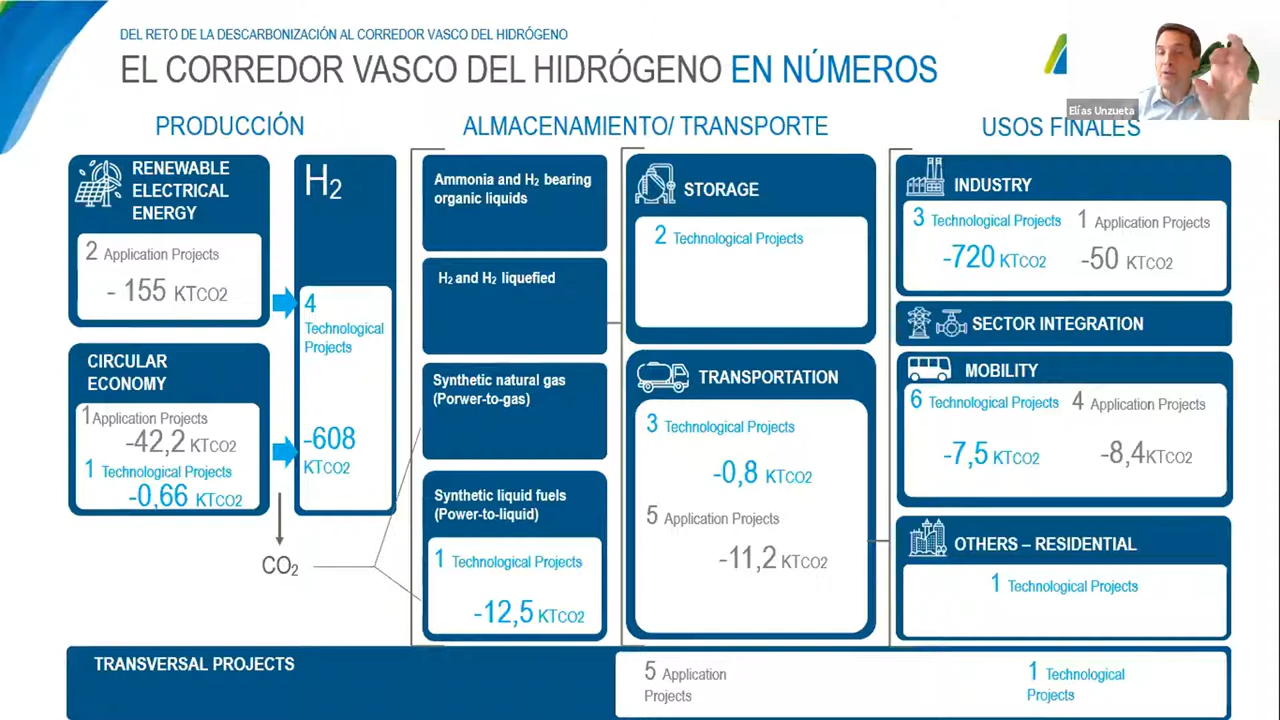 DEL RETO DE LA DESCARBONIZACIÓN AL CORREDOR VASCO DEL HIDRÓGENO
EL CORREDOR VASCO DEL HIDRÓGENO EN NÚMEROS
Elías Unzueta
PRODUCCIÓN
ALMACENAMIENTO/ TRANSPORTE
USOS FINALES
RENEWABLE
ELECTRICAL
ENERGY
2 Application Projects
- 155 KTCO2
CIRCULAR
ECONOMY
1Application Projects
-42,2 KTCO2
1 Technological Projects
-0,66 KTCO2
CO₂
H₂
4
Technological
Projects
-608
KTCO2
Ammonia and H₂ bearing
organic liquids
H₂ and H₂ liquefied
Synthetic natural gas
(Porwer-to-gas)
Synthetic liquid fuels
(Power-to-liquid)
1 Technological Projects
-12,5 KTCO2
STORAGE
2 Technological Projects
TRANSPORTATION
3 Technological Projects
-0,8 KTCO2
5 Application Projects
-11,2 KTCO2
INDUSTRY
3 Technological Projects 1 Application Projects
-720 KTCO2 -50 KTCO2
SECTOR INTEGRATION
MOBILITY
6 Technological Projects 4 Application Projects
-7,5 KTCO2 -8,4KTCO2
OTHERS – RESIDENTIAL
1 Technological Projects
TRANSVERSAL PROJECTS
5 Application
Projects
1 Technological
Projects